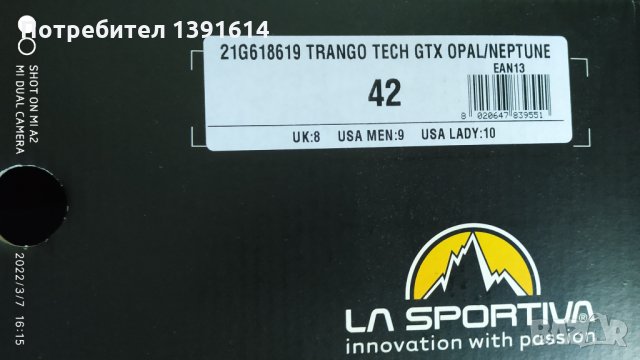 Потребител 1391614
21G618619 TRANGO TECH GTX OPAL/NEPTUNE
EAN13
42
8 020647 839551
UK:8 USA MEN:9 USA LADY:10
SHOT ON MI A2
MI DUAL CAMERA
2022/3/7 16:15
LA SPORTIVA®
innovation with passion
BAZAR